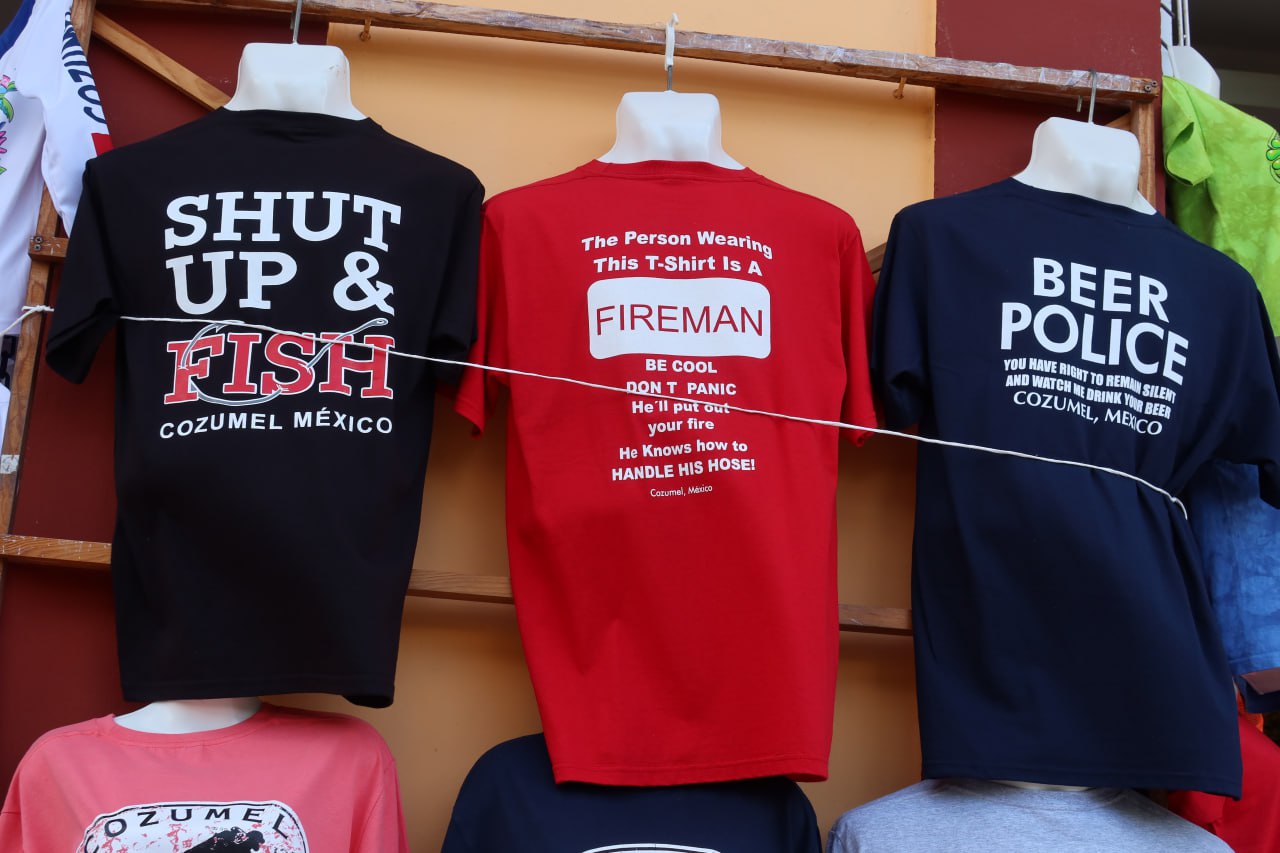 SHUT
UP &
FISH
COZUMEL MÉXICO
The Person Wearing
This T-Shirt Is A
FIREMAN
BE COOL
DON T PANIC
He´ll put out
your fire
He Knows how to
HANDLE HIS HOSE!
Cozumel, México
BEER
POLICE
YOU HAVE RIGHT TO REMAIN SILENT
AND WATCH ME DRINK YOUR BEER
COZUMEL, MEXICO
COZUMEL